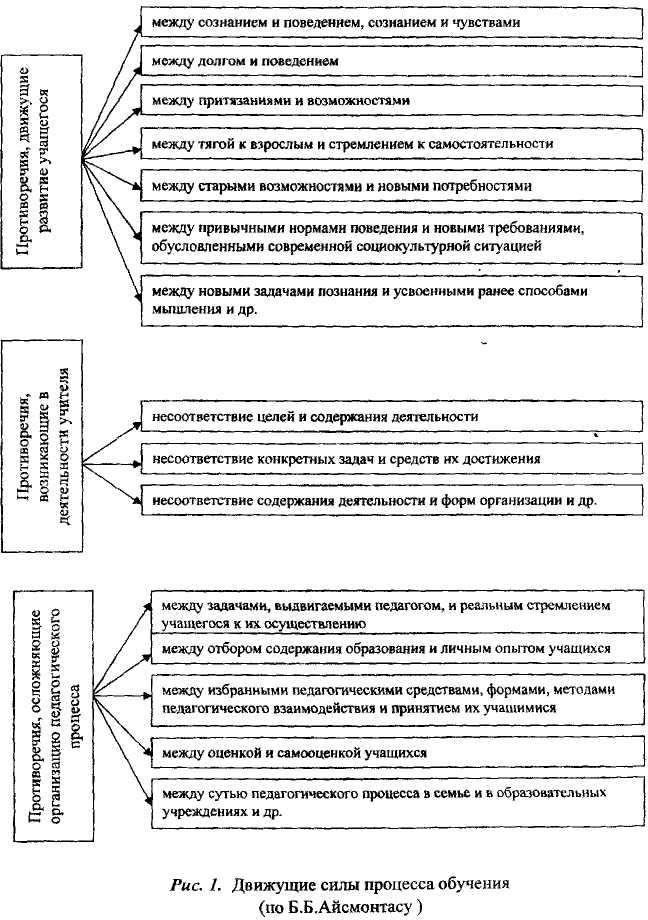 Противоречия, движущие
развитие учащегося
между сознанием и поведением, сознанием и чувствами
между долгом и поведением
между притязаниями и возможностями
между тягой к взрослым и стремлением к самостоятельности
между старыми возможностями и новыми потребностями
между привычными нормами поведения и новыми требованиями,
обусловленными современной социокультурной ситуацией
между новыми задачами познания и усвоенными ранее способами
мышления и др.
Противоречия,
возникающие в
деятельности учителя
несоответствие целей и содержания деятельности
несоответствие конкретных задач и средств их достижения
несоответствие содержания деятельности и форм организации и др.
Противоречия, осложняющие
организацию педагогического
процесса
между задачами, выдвигаемыми педагогом, и реальным стремлением
учащегося к их осуществлению
между отбором содержания образования и личным опытом учащихся
между избранными педагогическими средствами, формами, методами
педагогического взаимодействия и принятием их учащимися
между оценкой и самооценкой учащихся
между сутью педагогического процесса в семье и в образовательных
учреждениях и др.
Рис. 1. Движущие силы процесса обучения
(по Б.Б.Айсмонтасу )